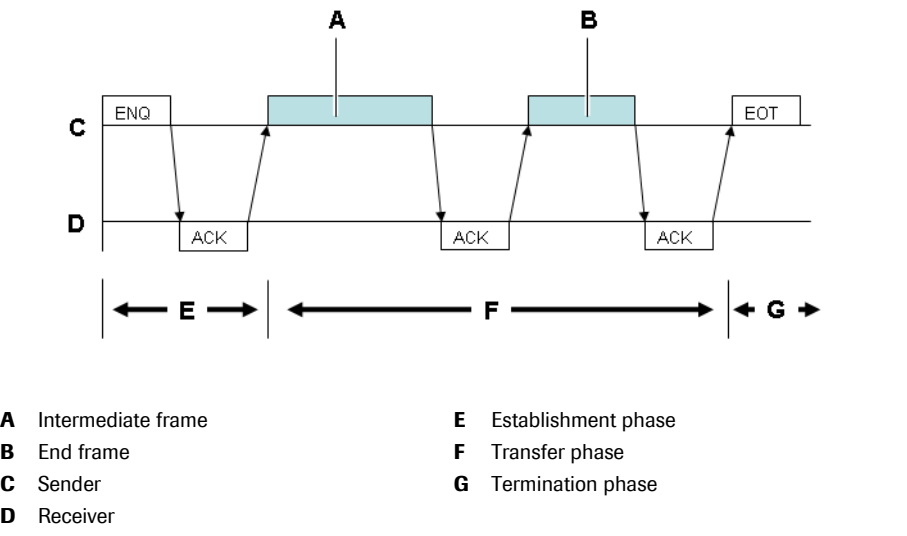 A B
ENQ EOT
C
D
ACK ACK ACK
E F G
A Intermediate frame
B End frame
C Sender
D Receiver
E Establishment phase
F Transfer phase
G Termination phase